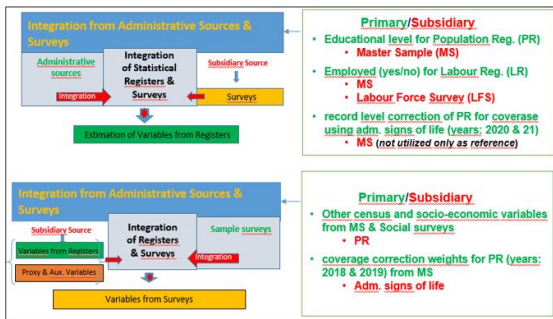 Integration from Administrative Sources &
Surveys
Administrative
sources
Integration
Integration
of Statistical
Registers &
Surveys
Subsidiary Source
Surveys
Estimation of Variables from Registers
Primary/Subsidiary
• Educational level for Population Reg. (PR)
• Master Sample (MS)
• Employed (yes/no) for Labour Reg. (LR)
• MS
• Labour Force Survey (LFS)
• record level correction of PR for coverase
using adm. signs of life (years: 2020 & 21)
• MS (not utilized only as reference)
Integration from Administrative Sources &
Surveys
Subsidiary Source
Variables from Registers
Proxy & Aux. Variables
Integration
of Registers
& Surveys
Sample surveys
Integration
Variables from Surveys
Primary/Subsidiary
• Other census and socio-economic variables
from MS & Social surveys
• PR
• coverage correction weights for PR (years:
2018 & 2019) from MS
• Adm. signs of life